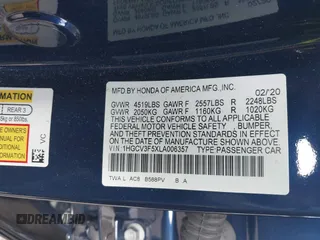 MFD BY HONDA OF AMERICA MFG.,INC.
02/20
GVWR 4519LBS GAWR F 2557LBS R 2248LBS
GVWR 2050KG GAWR F 1160KG R 1020KG
THIS VEHICLE CONFORMS TO ALL APPLICABLE
FEDERAL MOTOR VEHICLE SAFETY, BUMPER,
AND THEFT PREVENTION STANDARDS IN EFFECT
ON THE DATE OF MANUFACTURE SHOWN ABOVE.
VIN: 1HGCV3F5XLA006357 TYPE:PASSENGER CAR
TWA L AC8 B588PV B A
REAR 3
VC
DREAMBID